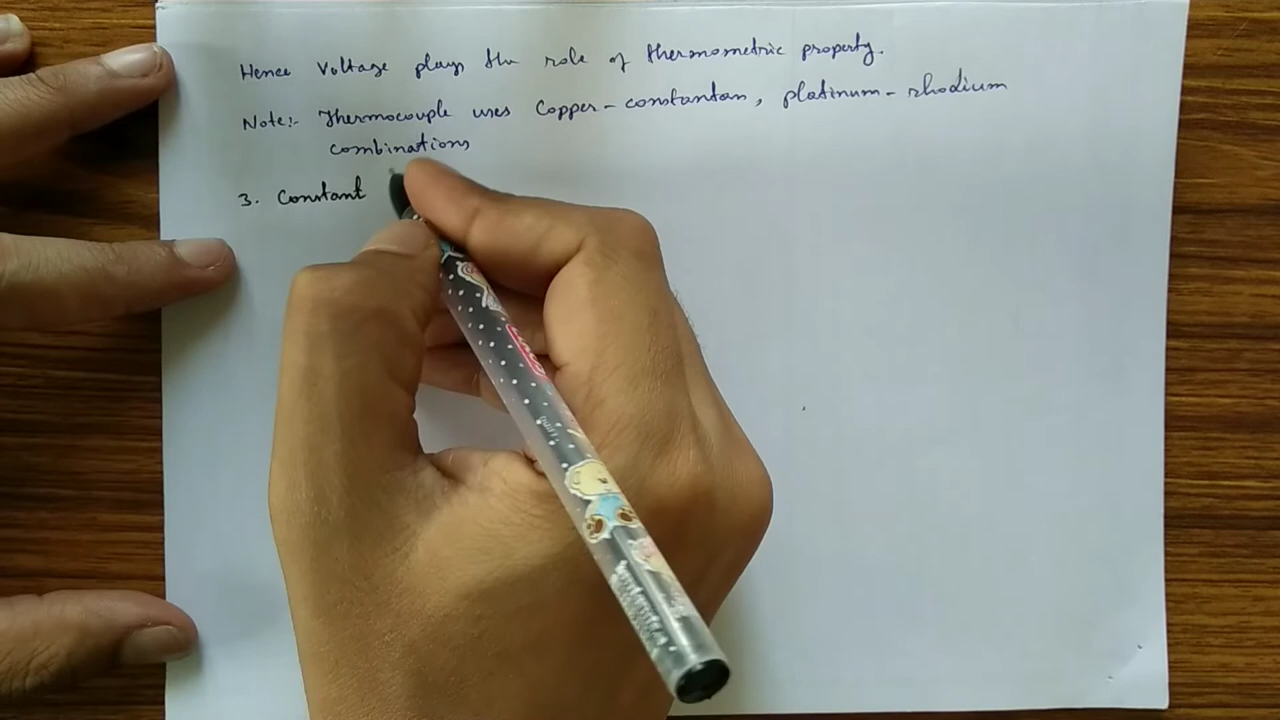 Hence Voltage plays the role of thermometric property.
Note:- Thermocouple uses Copper-constantan, platinum-rhodium
combinations
3. Constant